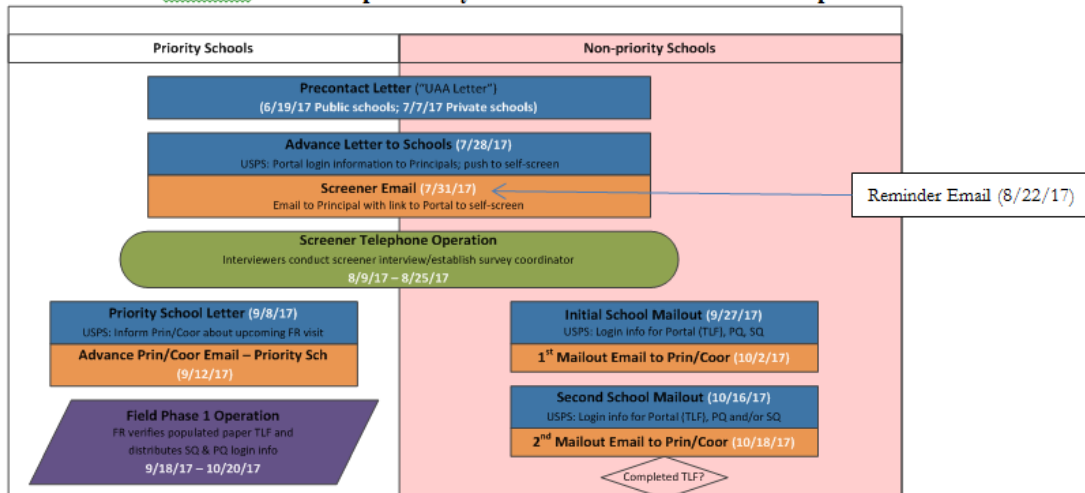 Priority Schools
Non-priority Schools
Precontact Letter ("UAA Letter")
(6/19/17 Public schools; 7/7/17 Private schools)
Advance Letter to Schools (7/28/17)
USPS: Portal login information to Principals; push to self-screen
Screener Email (7/31/17)
Email to Principal with link to Portal to self-screen
Reminder Email (8/22/17)
Screener Telephone Operation
Interviewers conduct screener interview/establish survey coordinator
8/9/17 – 8/25/17
Priority School Letter (9/8/17)
USPS: Inform Prin/Coor about upcoming FR visit
Advance Prin/Coor Email – Priority Sch
(9/12/17)
Field Phase 1 Operation
FR verifies populated paper TLF and
distributes SQ & PQ login info
9/18/17 – 10/20/17
Initial School Mailout (9/27/17)
USPS: Login info for Portal (TLF), PQ, SQ
1st Mailout Email to Prin/Coor (10/2/17)
Second School Mailout (10/16/17)
USPS: Login info for Portal (TLF), PQ and/or SQ
2nd Mailout Email to Prin/Coor (10/18/17)
Completed TLF?